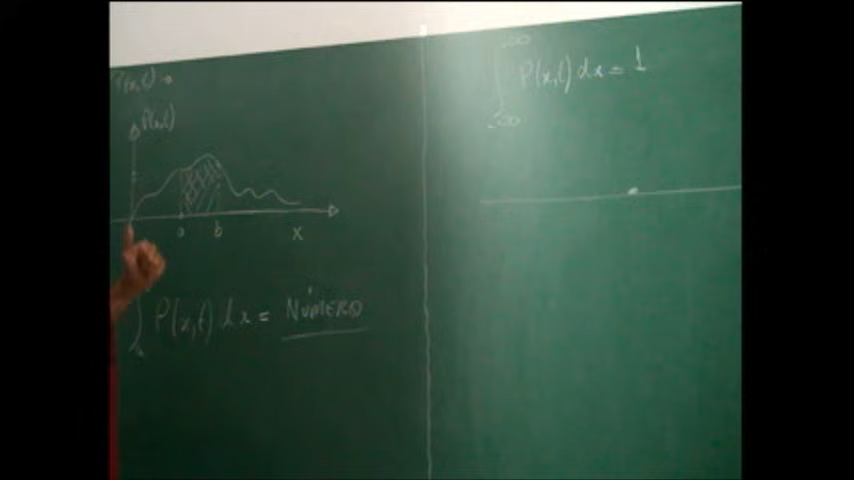 P(x,t) =
P(x,t)
a b x
∫ P(x,t) dx = NÚMERO
∫ +∞ -∞ P(x,t) dx = 1